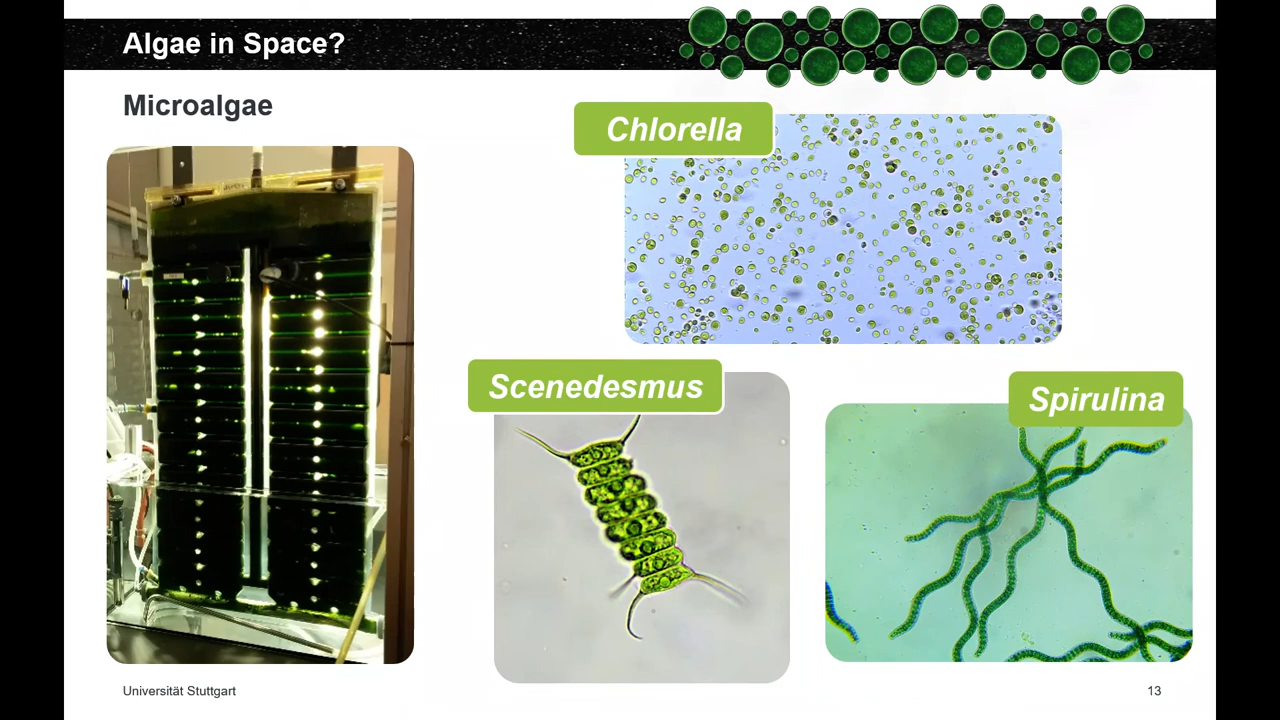 Algae in Space?
Microalgae
Chlorella
Scenedesmus
Spirulina
Universität Stuttgart
13